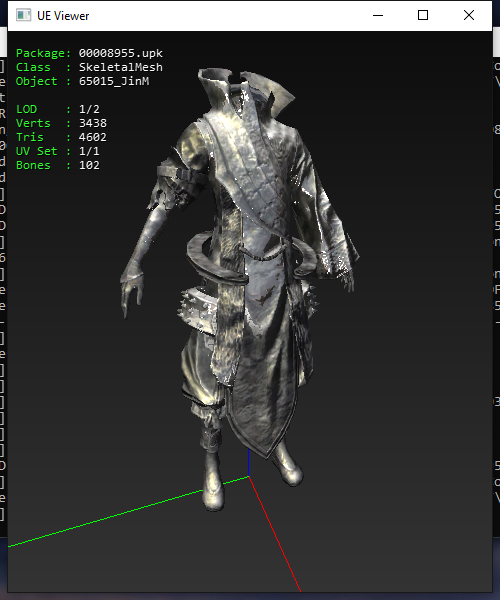 UE Viewer
Package: 00008955.upk
Class : SkeletalMesh
Object : 65015_JinM
LOD : 1/2
Verts : 3438
Tris : 4602
UV Set : 1/1
Bones : 102